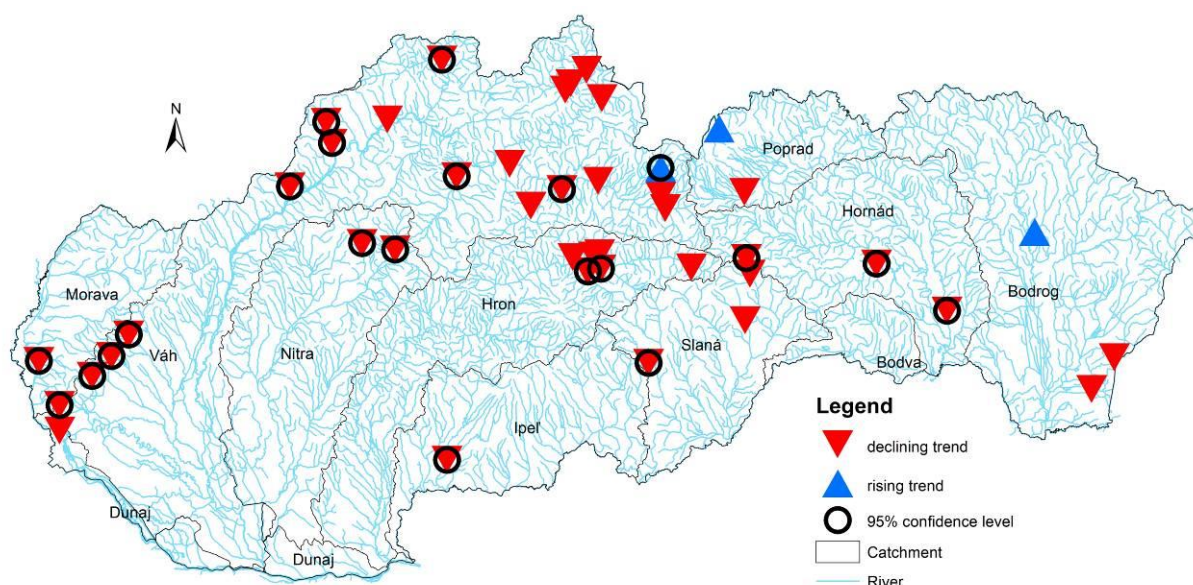 N
Poprad
Hornád
Morava
Bodrog
Hron
Váh
Nitra
Slaná
Bodva
Ipeľ
Dunaj
Dunaj
Legend
declining trend
rising trend
95% confidence level
Catchment
River